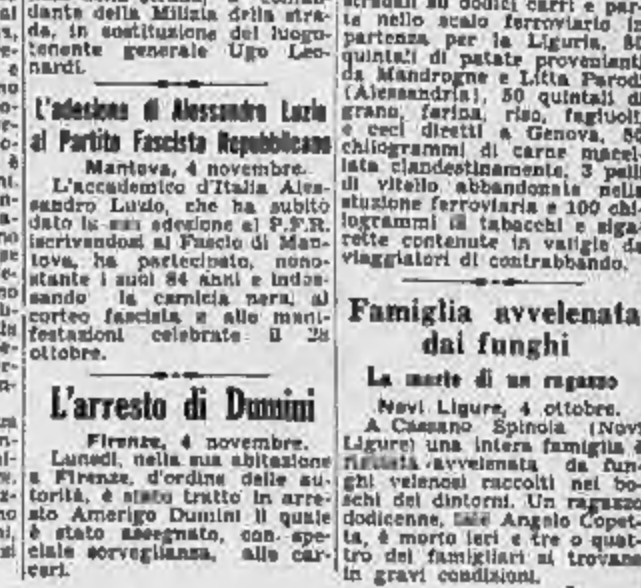 dante della Milizia della stra-
da, in sostituzione del luogo-
tenente generale Ugo Leo-
nardi.
L'adesione di Alessandro Luzio
al Partito Fascista Repubblicano
Mantova, 4 novembre.
L'accademico d'Italia Ales-
sandro Luzio, che ha subito
dato la sua adesione al P.F.R.
iscrivendosi al Fascio di Man-
tova, ha partecipato, nono-
stante i suoi 84 anni e indos-
sando la camicia nera, al
corteo fascista e alle mani-
festazioni celebrate il 28
ottobre.
L'arresto di Dumini
Firenze, 4 novembre.
Lunedì, nella sua abitazione
a Firenze, d'ordine delle au-
torità, è stato tratto in arre-
sto Amerigo Dumini il quale
è stato assegnato, con spe-
ciale sorveglianza, alle car-
ceri.
su dodici carri e par
te nello scalo ferroviario in
partenza per la Liguria,
quintali di patate provenienti
da Mandrogne e Litta Parodi
(Alessandria), 50 quintali di
grano, farina, riso, fagiuoli
e ceci diretti a Genova,
chilogrammi di carne macel-
lata clandestinamente, 3 pelli
di vitello abbandonate nella
stazione ferroviaria e 100 chi-
logrammi di tabacchi e siga-
rette contenute in valigie da
viaggiatori di contrabbando.
Famiglia avvelenata
dai funghi
La morte di un ragazzo
Novi Ligure, 4 ottobre.
A Cassano Spinola (Novi
Ligure) una intera famiglia è
avvelenata da fun-
ghi velenosi raccolti nei bo-
schi dei dintorni. Un ragazzo
dodicenne, tale Angelo Copet-
ta, è morto ieri e tre o quat-
tro dei famigliari si trovano
in gravi condizioni.